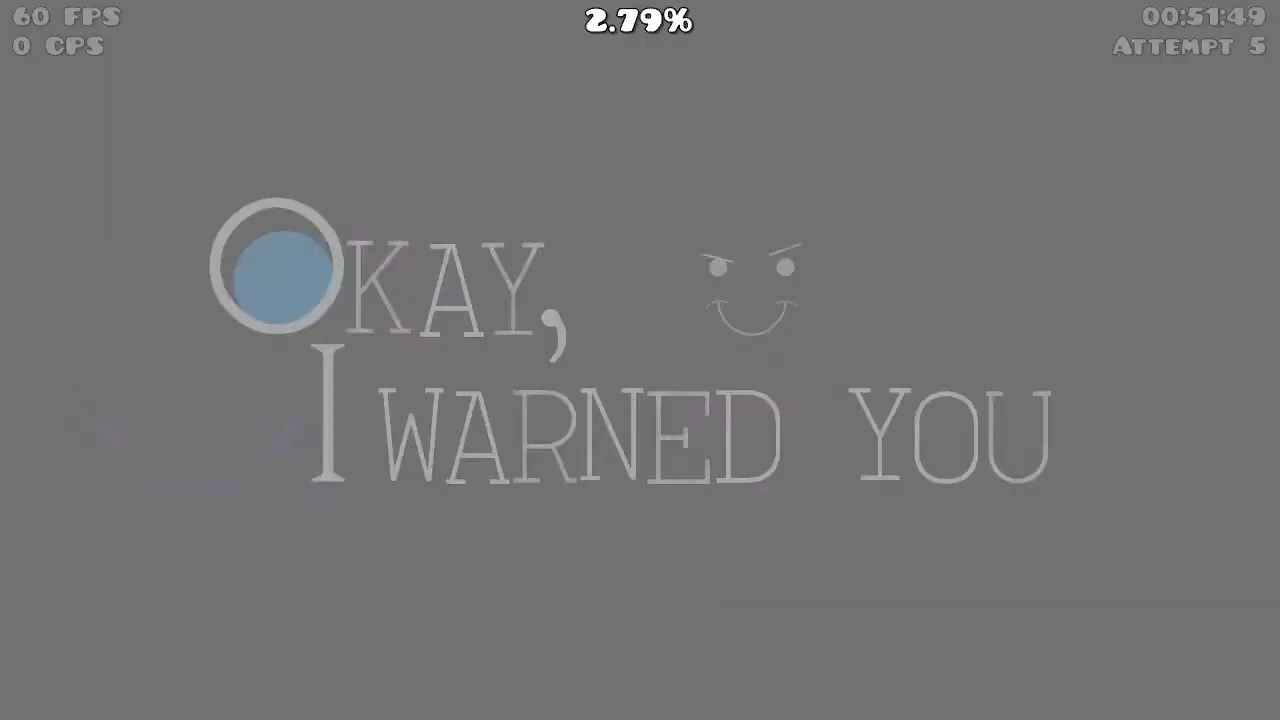 60 FPS
0 CPS
2.79%
00:51:49
ATTEMPT 5
OKAY,
I WARNED YOU